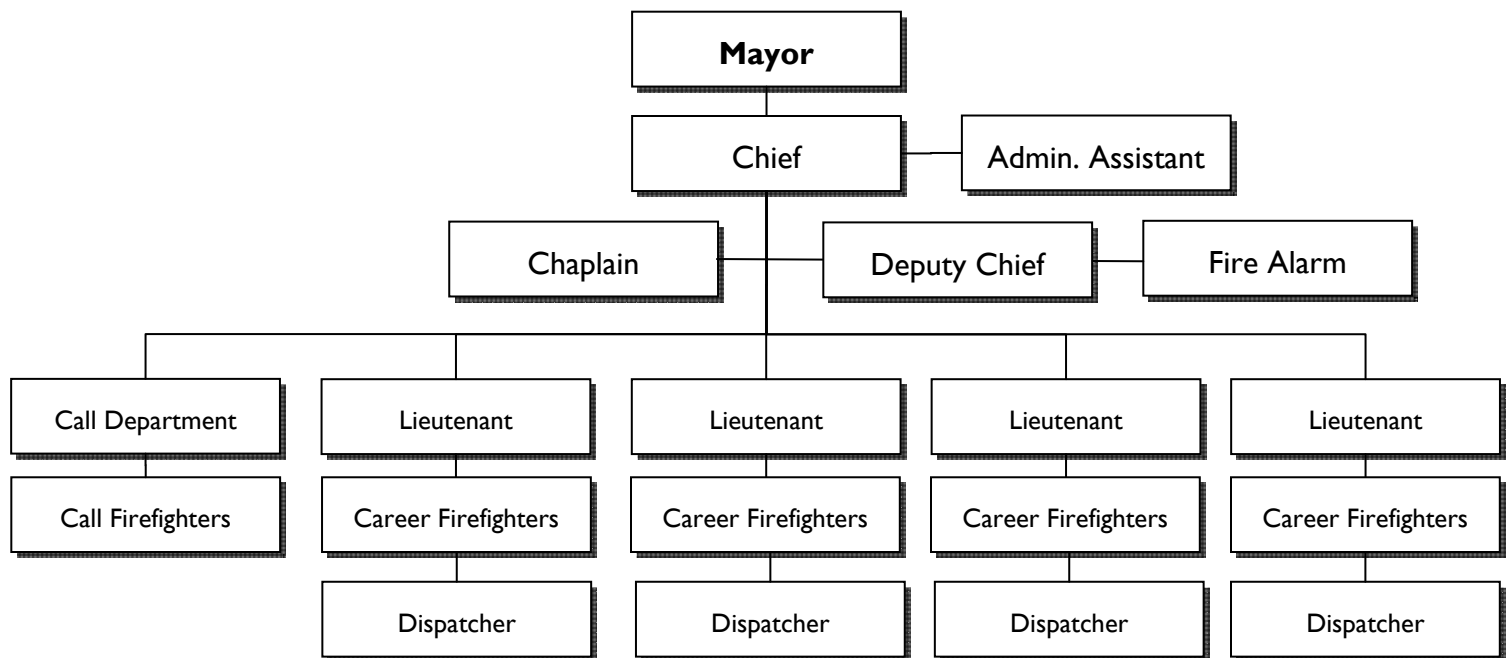 Mayor
Chief
Admin. Assistant
Chaplain
Deputy Chief
Fire Alarm
Call Department
Lieutenant
Lieutenant
Lieutenant
Lieutenant
Call Firefighters
Career Firefighters
Career Firefighters
Career Firefighters
Career Firefighters
Dispatcher
Dispatcher
Dispatcher
Dispatcher